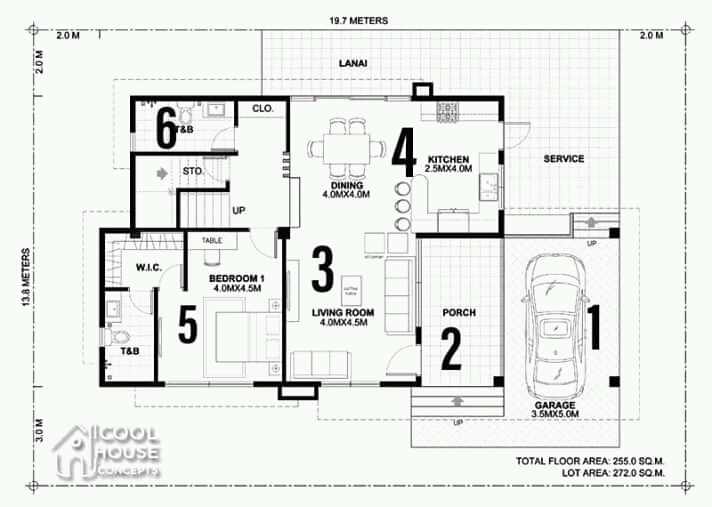 19.7 METERS
2.0 M
2.0 M
2.0 M
LANAI
6
T&B
CLO.
4
KITCHEN
2.5MX4.0M
SERVICE
STO.
DINING
4.0MX4.0M
UP
UP
13.8 METERS
TABLE
W.I.C.
BEDROOM 1
4.0MX4.5M
3
LIVING ROOM
4.0MX4.5M
PORCH
5
2
1
T&B
GARAGE
3.5MX5.0M
UP
3.0 M
COOL
HOUSE
CONCEPTS
TOTAL FLOOR AREA: 255.0 SQ.M.
LOT AREA: 272.0 SQ.M.